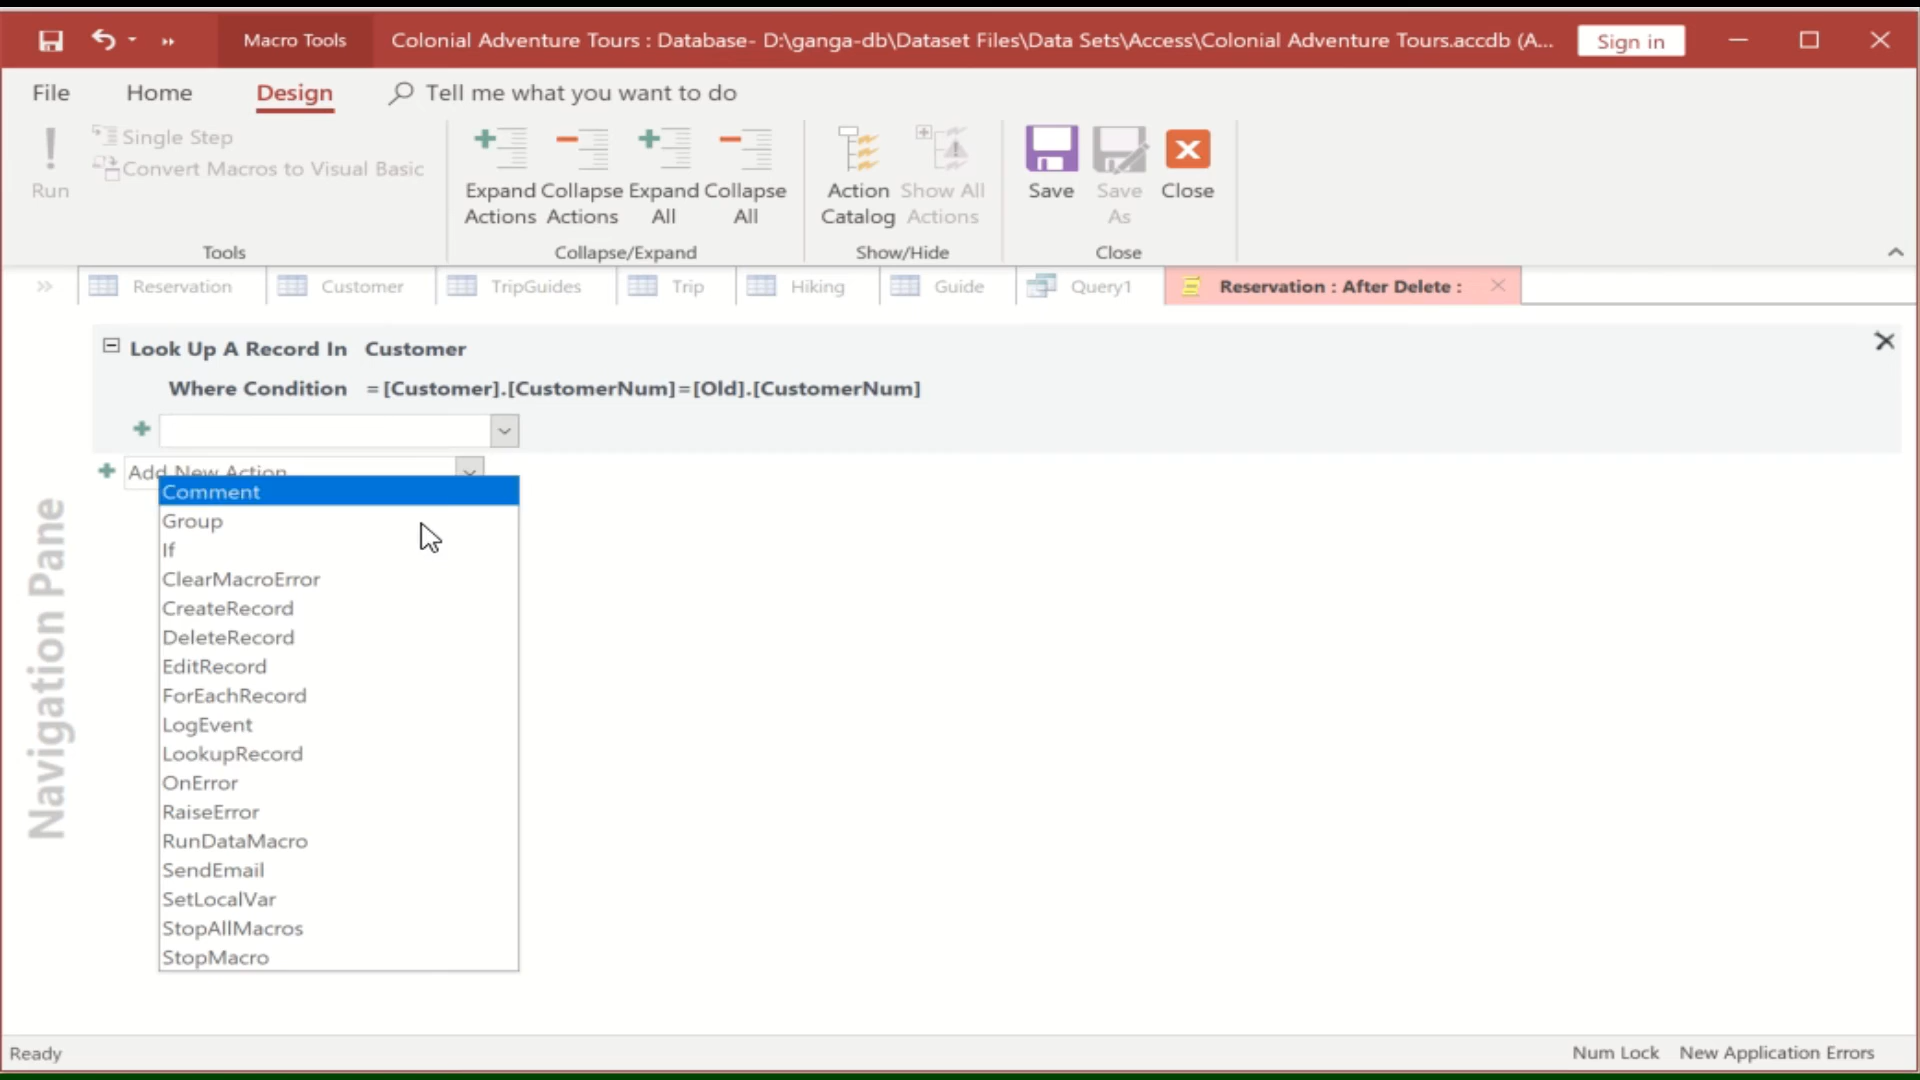 Macro Tools
Colonial Adventure Tours : Database- D:\ganga-db\Dataset Files\Data Sets\Access\Colonial Adventure Tours.accdb (A...
Sign in
File
Home
Design
Tell me what you want to do
Run
Single Step
Convert Macros to Visual Basic
Tools
Expand Actions
Collapse Actions
Expand All
Collapse All
Collapse/Expand
Action Catalog
Show All Actions
Show/Hide
Save
Save As
Close
Close
Reservation
Customer
TripGuides
Trip
Hiking
Guide
Query1
Reservation : After Delete :
Look Up A Record In Customer
Where Condition =[Customer].[CustomerNum]=[Old].[CustomerNum]
Add New Action
Comment
Group
If
ClearMacroError
CreateRecord
DeleteRecord
EditRecord
ForEachRecord
LogEvent
LookupRecord
OnError
RaiseError
RunDataMacro
SendEmail
SetLocalVar
StopAllMacros
StopMacro
Navigation Pane
Ready
Num Lock
New Application Errors